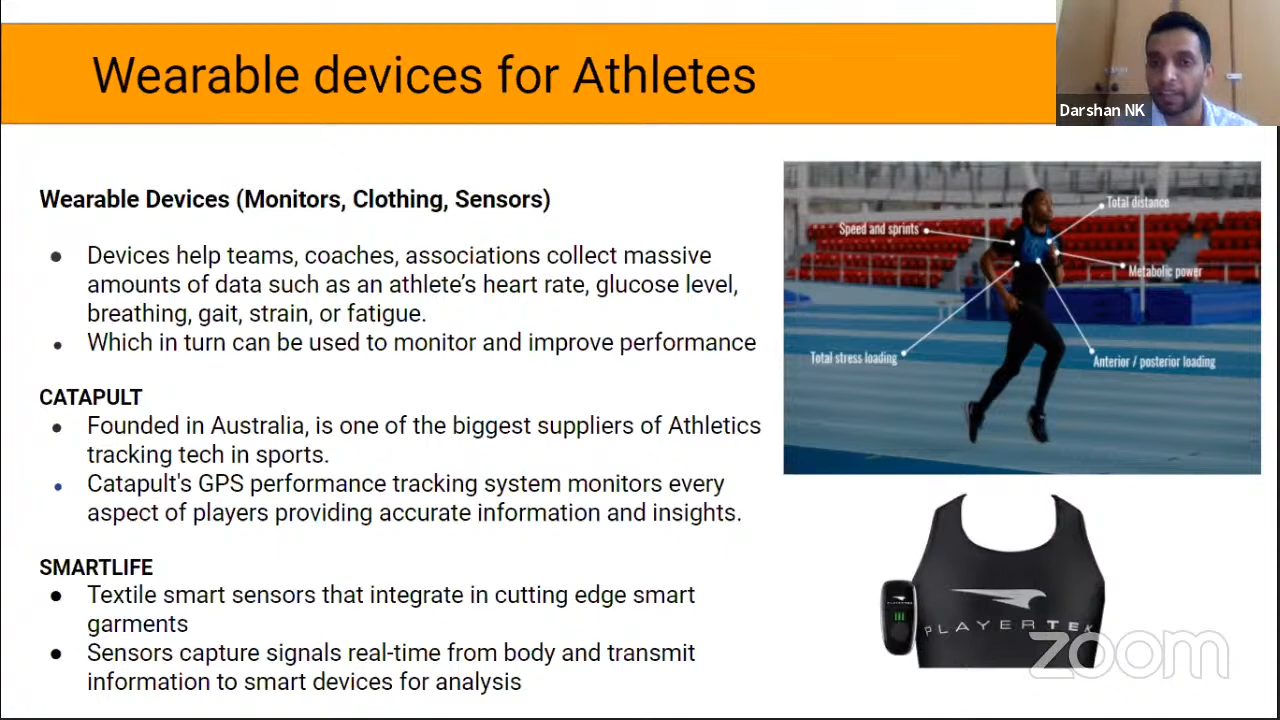 Wearable devices for Athletes
Darshan NK
Wearable Devices (Monitors, Clothing, Sensors)
Devices help teams, coaches, associations collect massive
amounts of data such as an athlete’s heart rate, glucose level,
breathing, gait, strain, or fatigue.
Which in turn can be used to monitor and improve performance
CATAPULT
Founded in Australia, is one of the biggest suppliers of Athletics
tracking tech in sports.
Catapult's GPS performance tracking system monitors every
aspect of players providing accurate information and insights.
SMARTLIFE
Textile smart sensors that integrate in cutting edge smart
garments
Sensors capture signals real-time from body and transmit
information to smart devices for analysis
Total distance
Speed and sprints
Metabolic power
Total stress loading
Anterior / posterior loading
PLAYERTEK
zoom